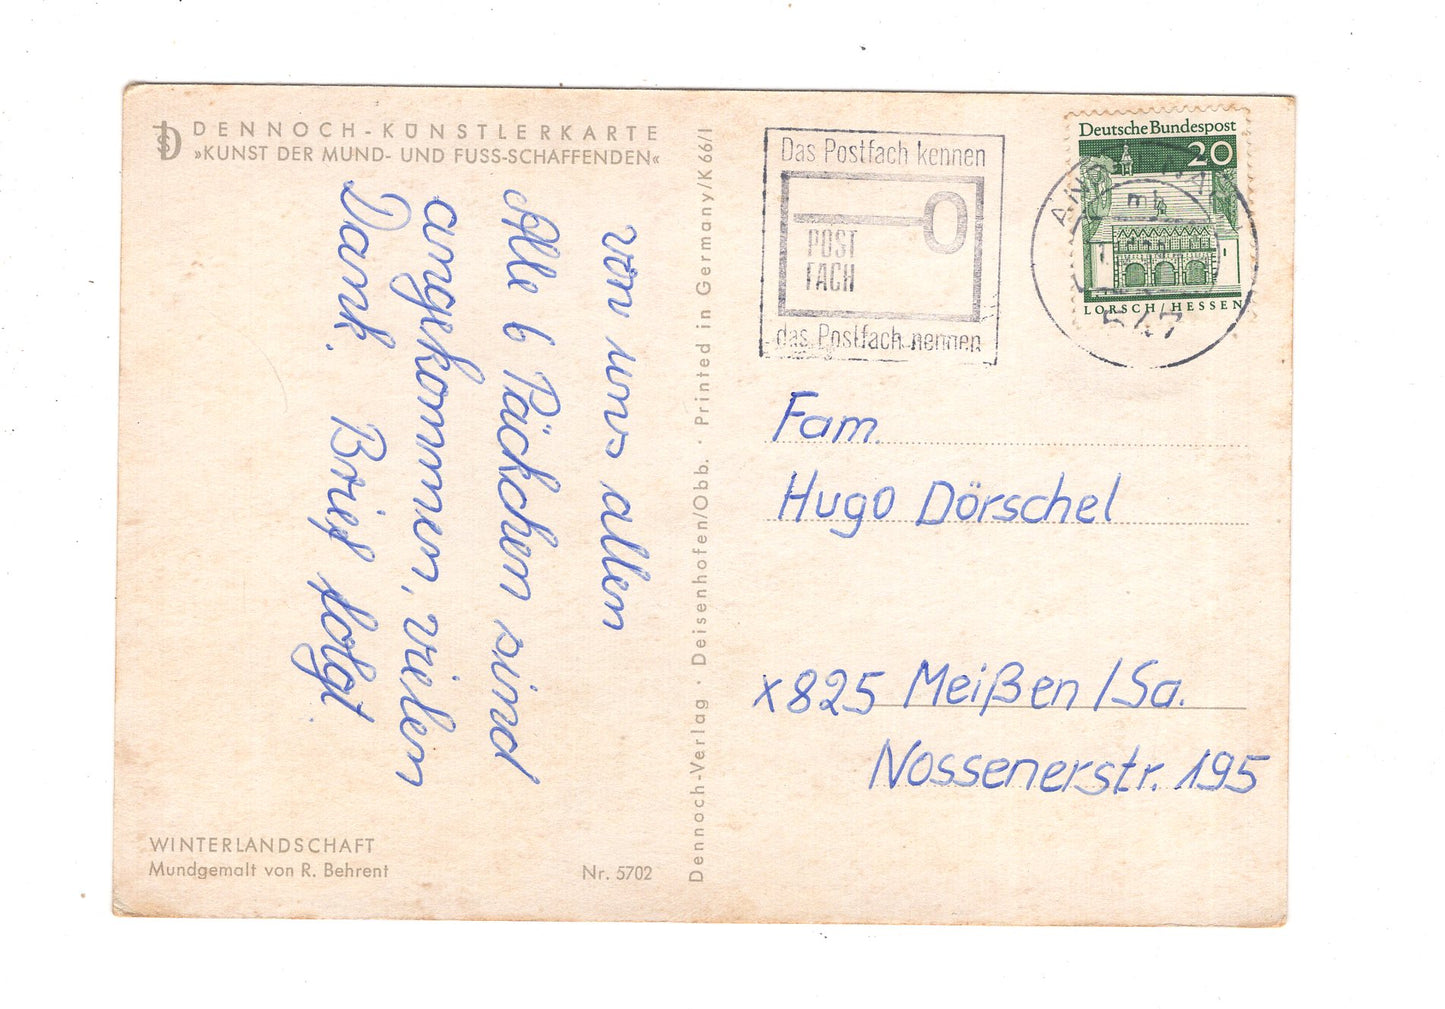 DENNOCH-KÜNSTLERKARTE
»KUNST DER MUND- UND FUSS-SCHAFFENDEN«
von uns allen
Alle 6 Päckchen sind
angekommen, vielen
Dank. Brief folgt.
WINTERLANDSCHAFT
Mundgemalt von R. Behrent
Nr. 5702
Dennoch-Verlag · Deisenhofen/Obb. · Printed in Germany/K 66/I
Das Postfach kennen
POST
FACH
das Postfach nennen
Deutsche Bundespost
20
LORSCH/HESSEN
547
Fam.
Hugo Dörschel
x825 Meißen/Sa.
Nossenerstr. 195